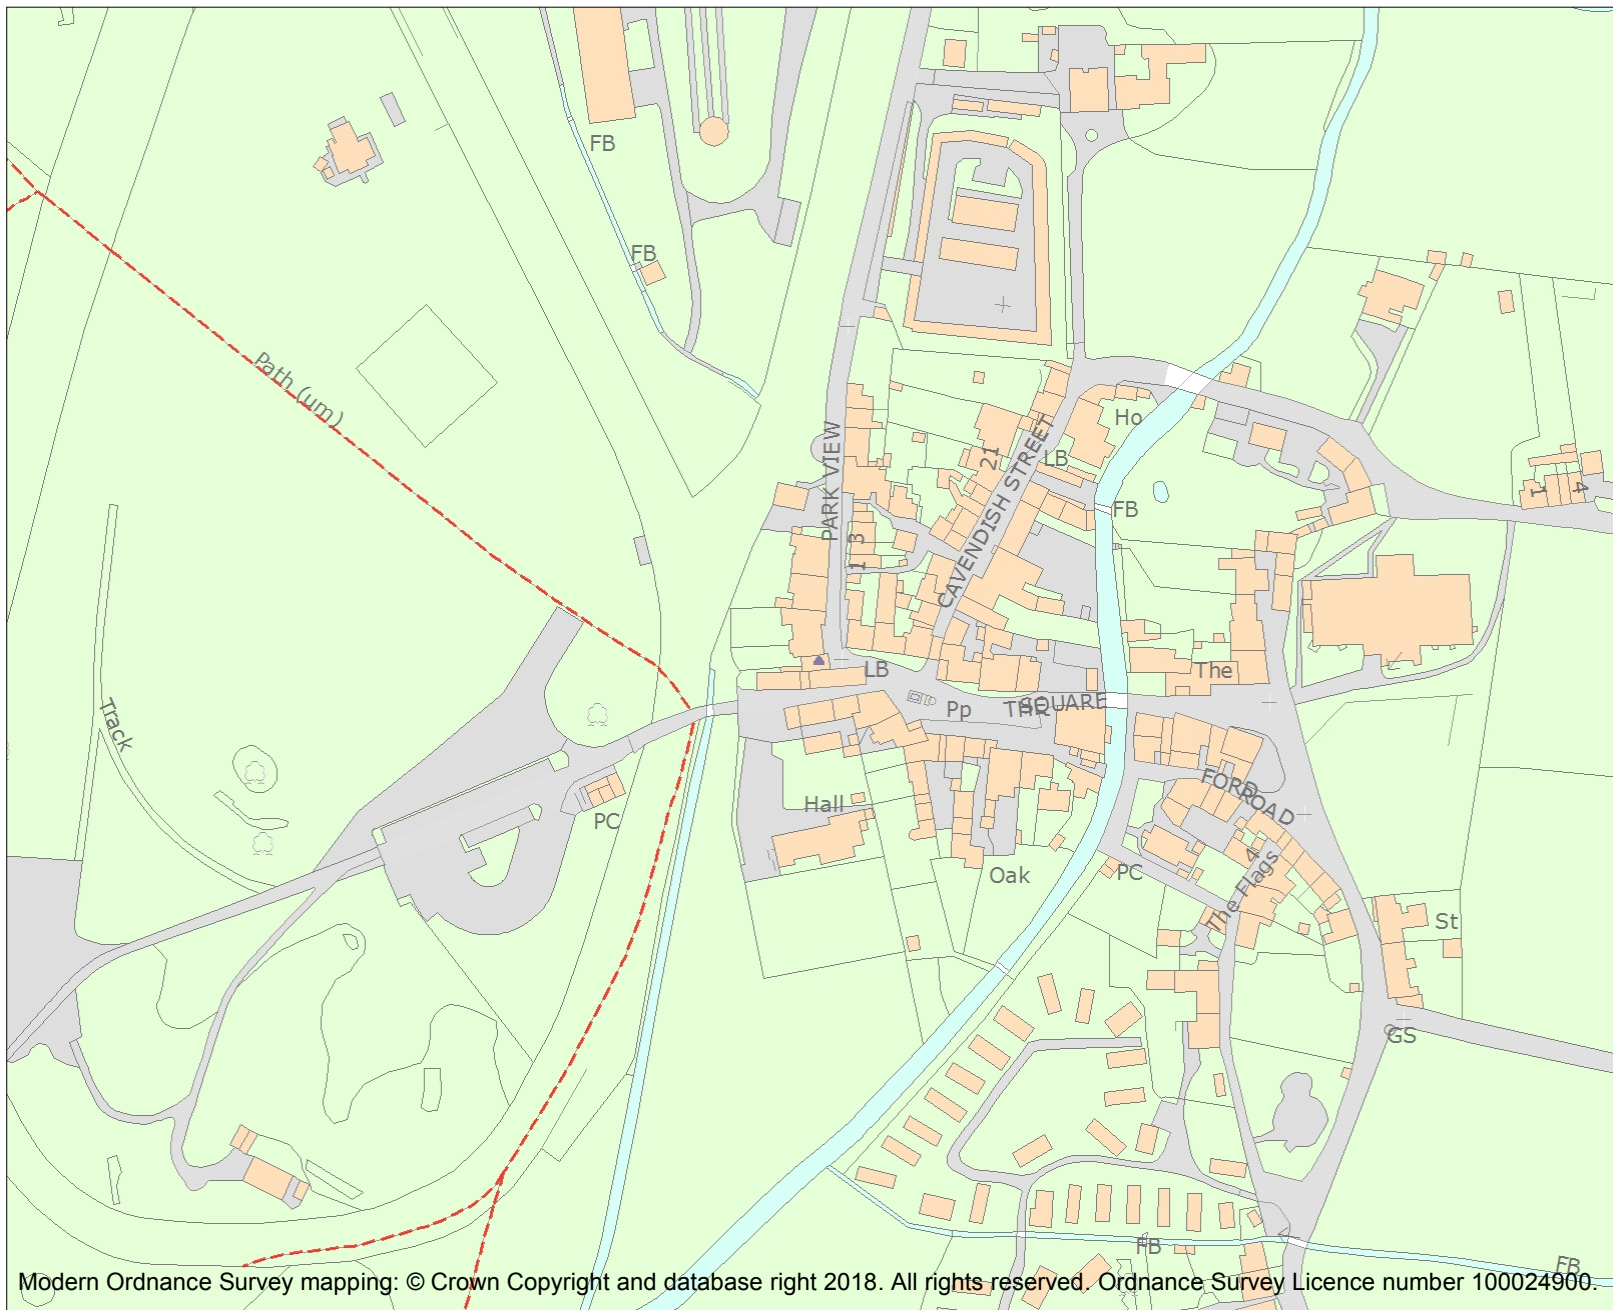 FB
FB
Path (um)
Ho
CAVENDISH STREET
21
LB
PARK VIEW
FB
1
3
1
4
The
LB
Pp
THE
SQUARE
Track
FORD
ROAD
Hall
PC
4
The Flags
PC
Oak
St
GS
FB
FB
Modern Ordnance Survey mapping: © Crown Copyright and database right 2018. All rights reserved. Ordnance Survey Licence number 100024900.